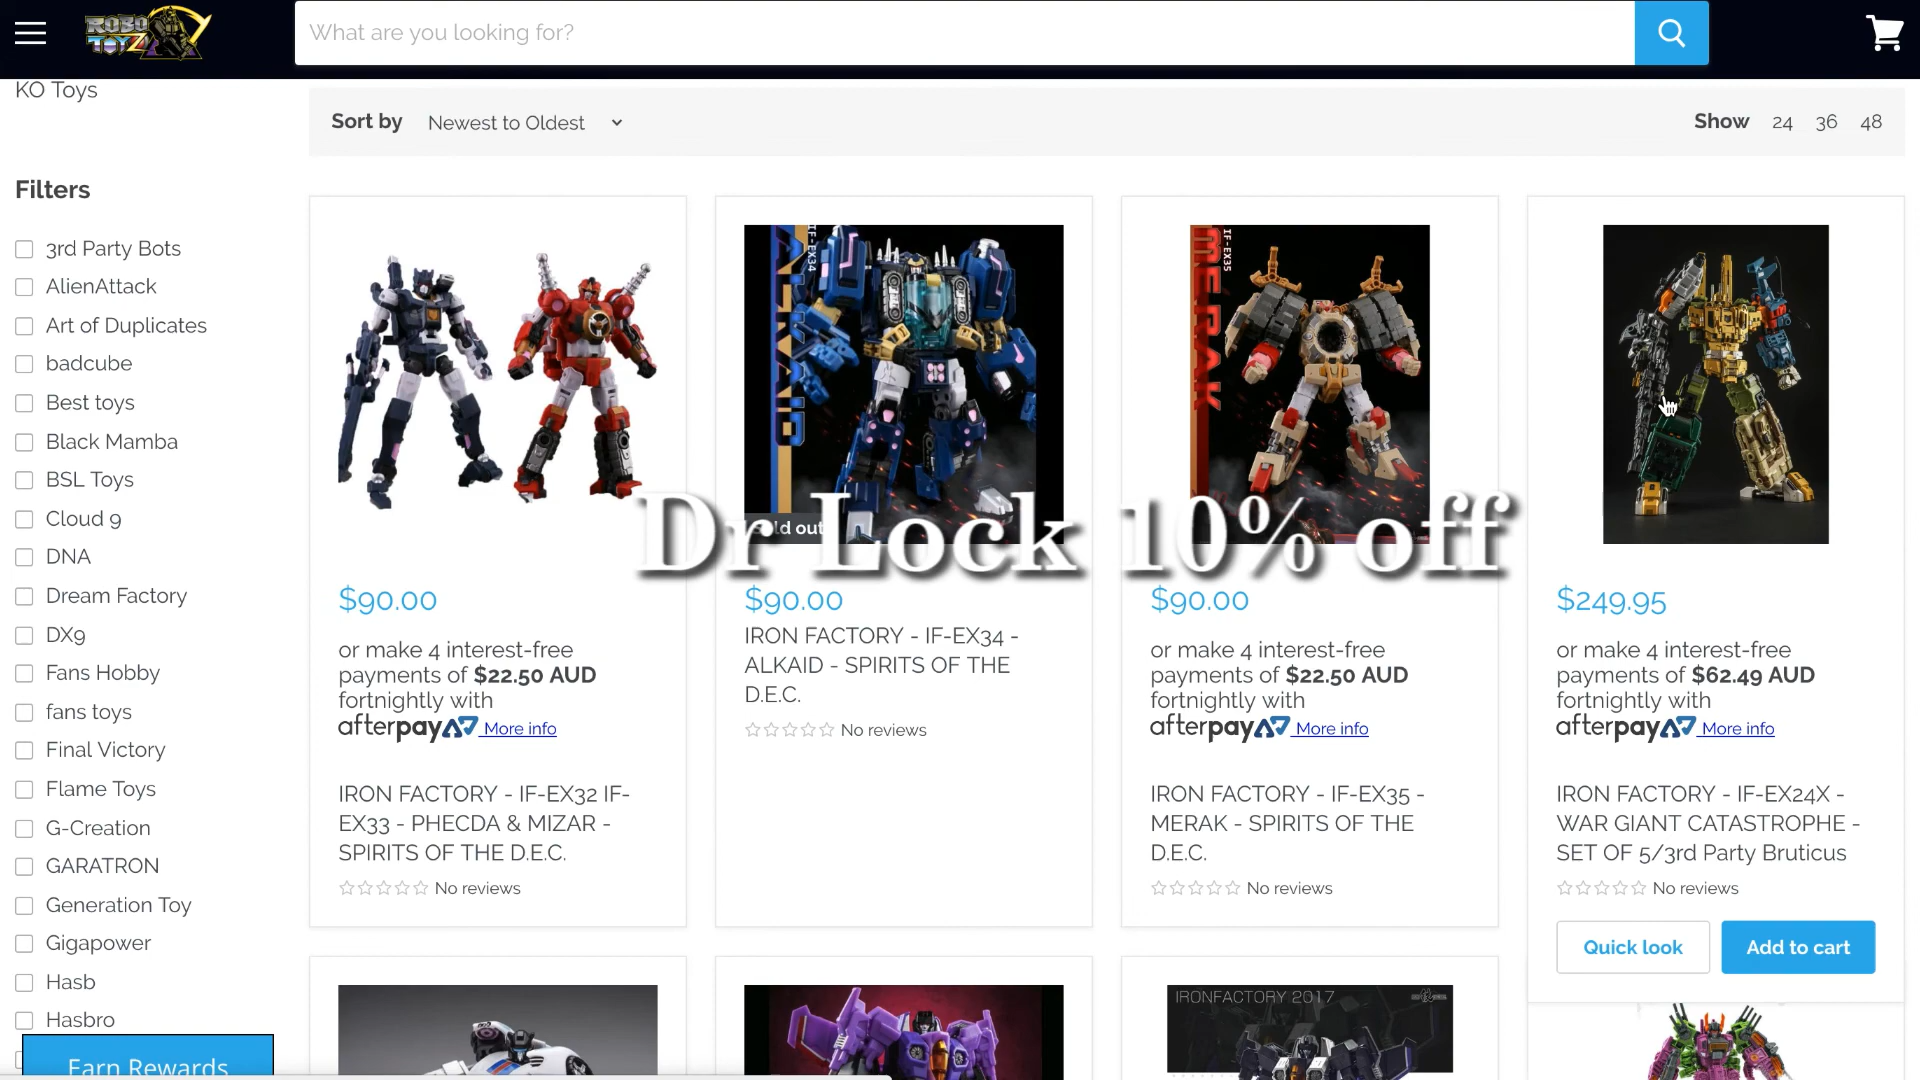 ROBO
TOYZ
What are you looking for?
KO Toys
Sort by
Newest to Oldest
Show
24
36
48
Filters
3rd Party Bots
AlienAttack
Art of Duplicates
badcube
Best toys
Black Mamba
BSL Toys
Cloud 9
DNA
Dream Factory
DX9
Fans Hobby
fans toys
Final Victory
Flame Toys
G-Creation
GARATRON
Generation Toy
Gigapower
Hasb
Hasbro
Earn Rewards
IF-EX34
ALKAID
IF-EX35
MERAK
Dr Lock 10% off
$90.00
or make 4 interest-free
payments of $22.50 AUD
fortnightly with
afterpay More info
IRON FACTORY - IF-EX32 IF-
EX33 - PHECDA & MIZAR -
SPIRITS OF THE D.E.C.
No reviews
$90.00
IRON FACTORY - IF-EX34 -
ALKAID - SPIRITS OF THE
D.E.C.
No reviews
$90.00
or make 4 interest-free
payments of $22.50 AUD
fortnightly with
afterpay More info
IRON FACTORY - IF-EX35 -
MERAK - SPIRITS OF THE
D.E.C.
No reviews
$249.95
or make 4 interest-free
payments of $62.49 AUD
fortnightly with
afterpay More info
IRON FACTORY - IF-EX24X -
WAR GIANT CATASTROPHE -
SET OF 5/3rd Party Bruticus
No reviews
Quick look
Add to cart
IRONFACTORY 2017